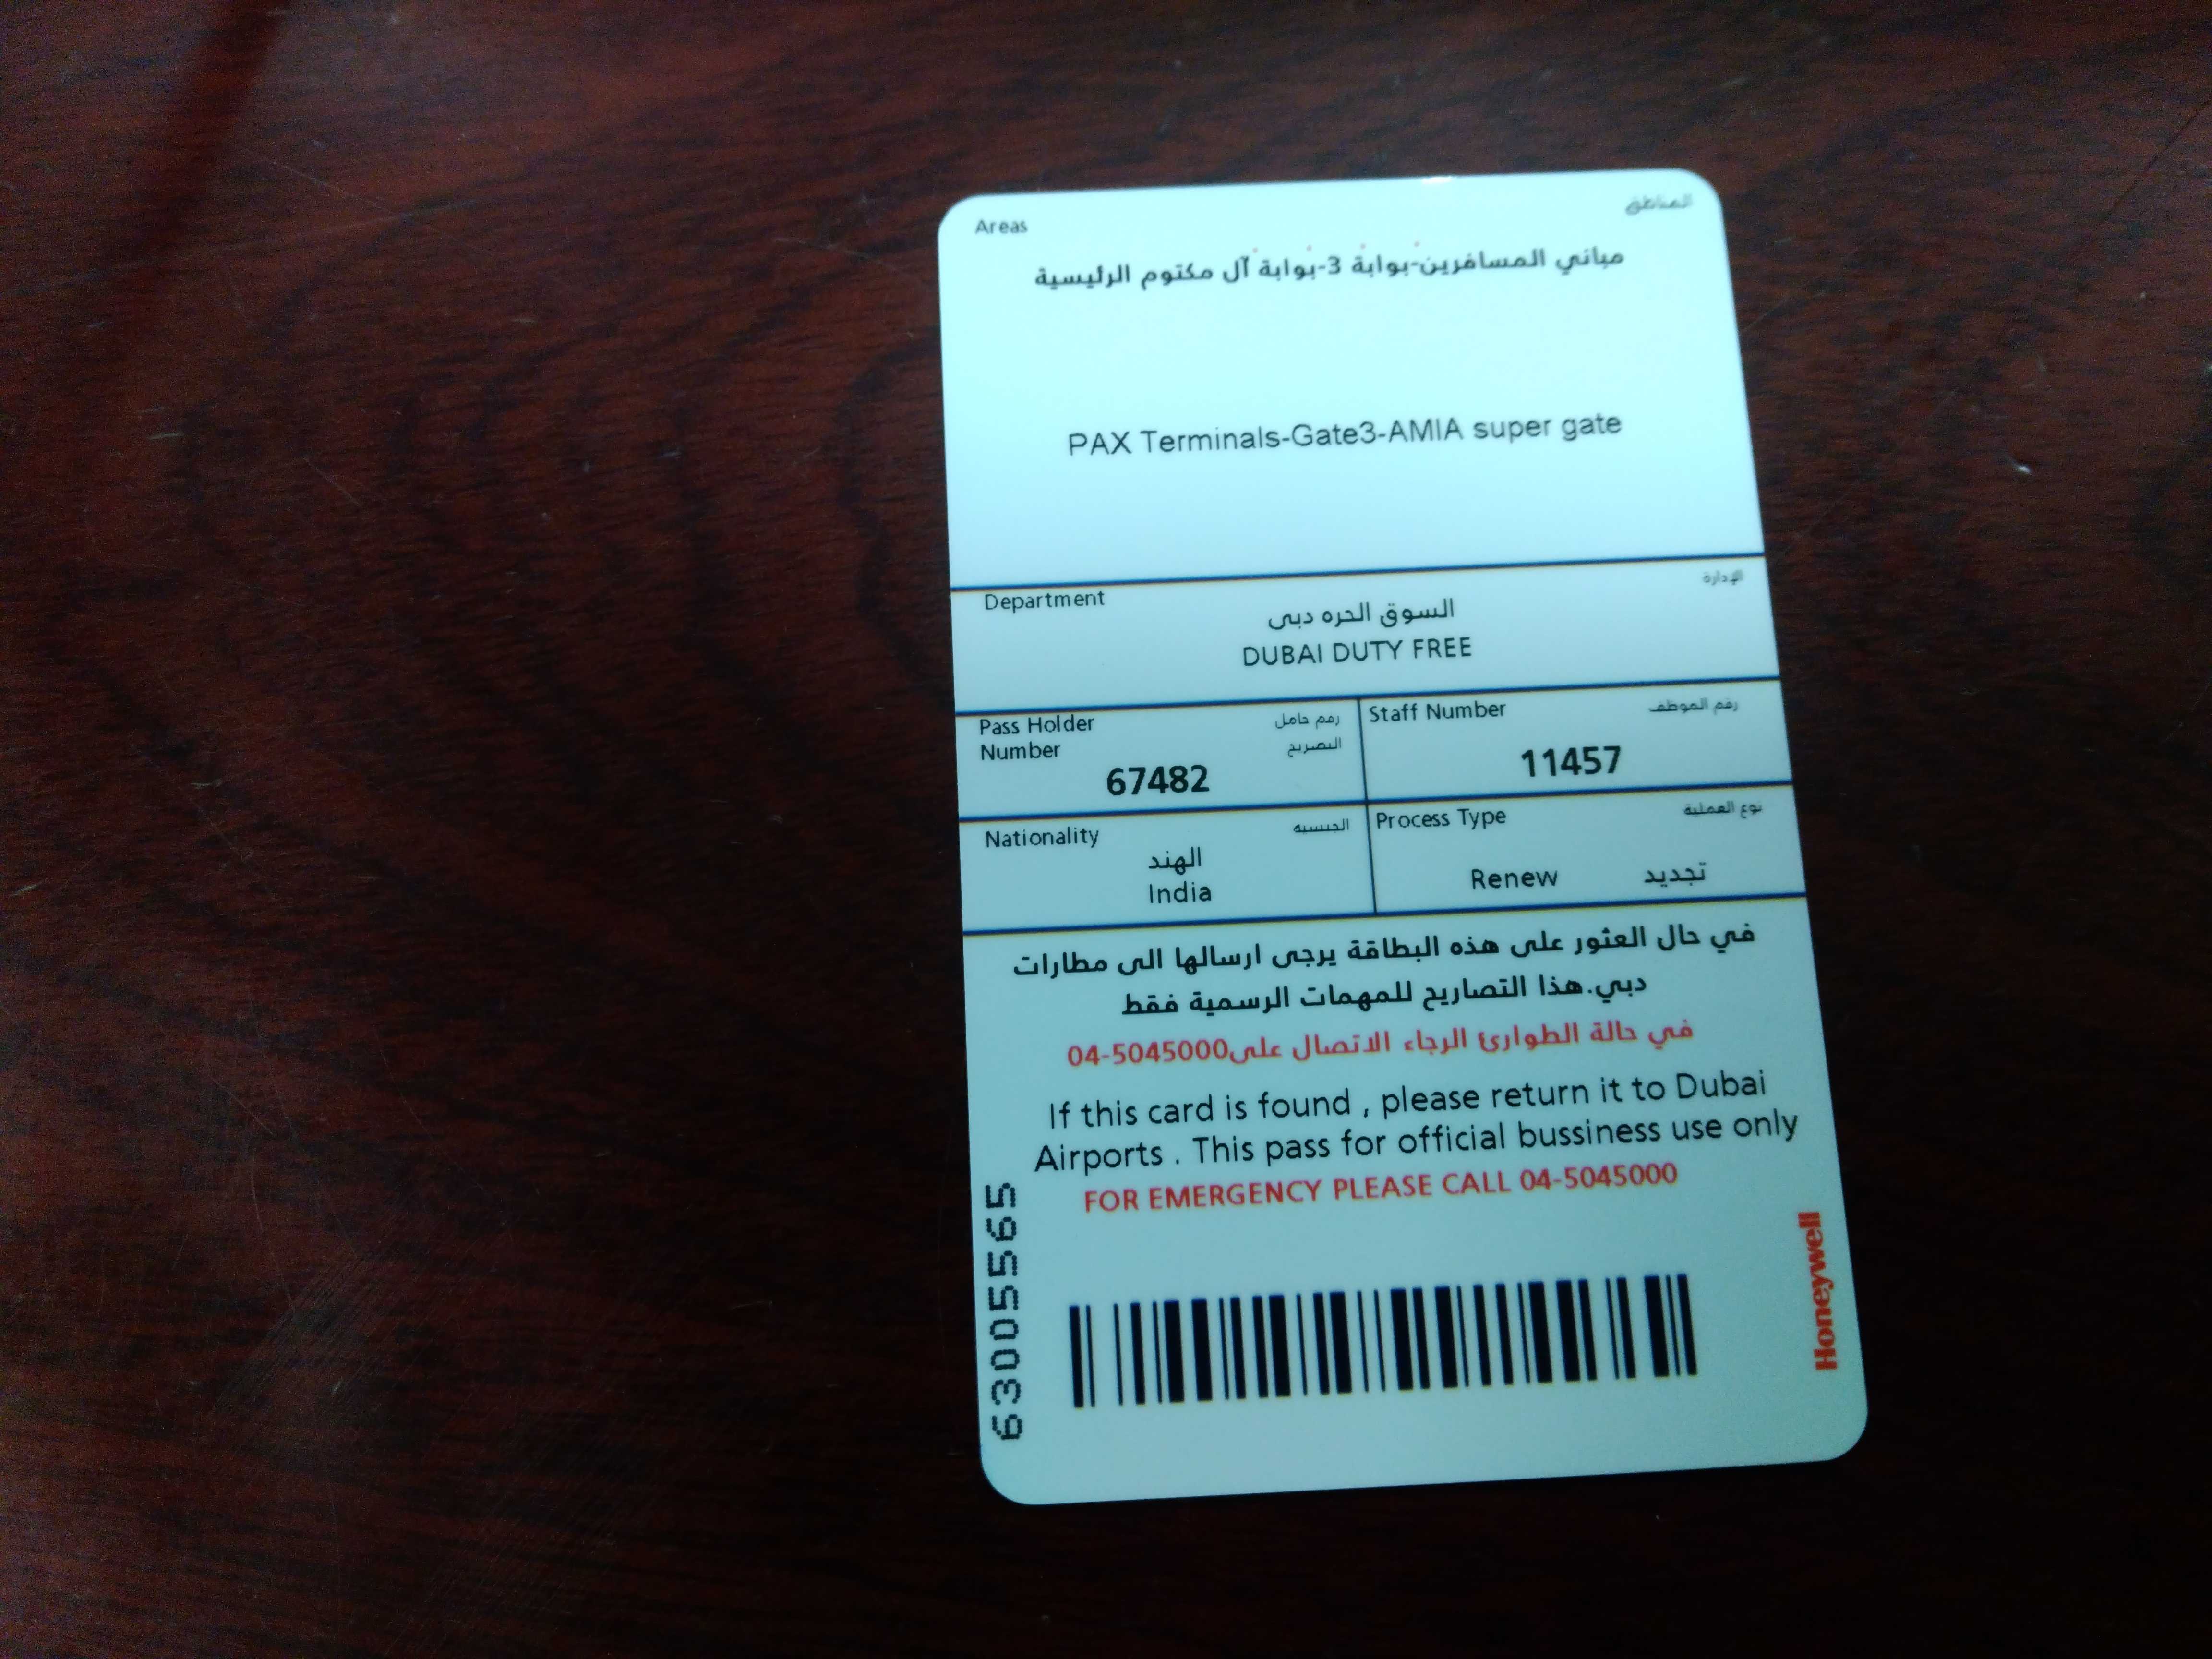 Areas المناطق
مباني المسافرين-بوابة 3-بوابة آل مكتوم الرئيسية
PAX Terminals-Gate3-AMIA super gate
Department الإدارة
السوق الحره دبى
DUBAI DUTY FREE
Pass Holder رقم حامل
Number التصريح
67482
Staff Number رقم الموظف
11457
Nationality الجنسيه
الهند
India
Process Type نوع العملية
Renew تجديد
في حال العثور على هذه البطاقة يرجى ارسالها الى مطارات
دبي.هذا التصاريح للمهمات الرسمية فقط
في حالة الطوارئ الرجاء الاتصال على04-5045000
If this card is found , please return it to Dubai
Airports . This pass for official bussiness use only
FOR EMERGENCY PLEASE CALL 04-5045000
63005565
Honeywell